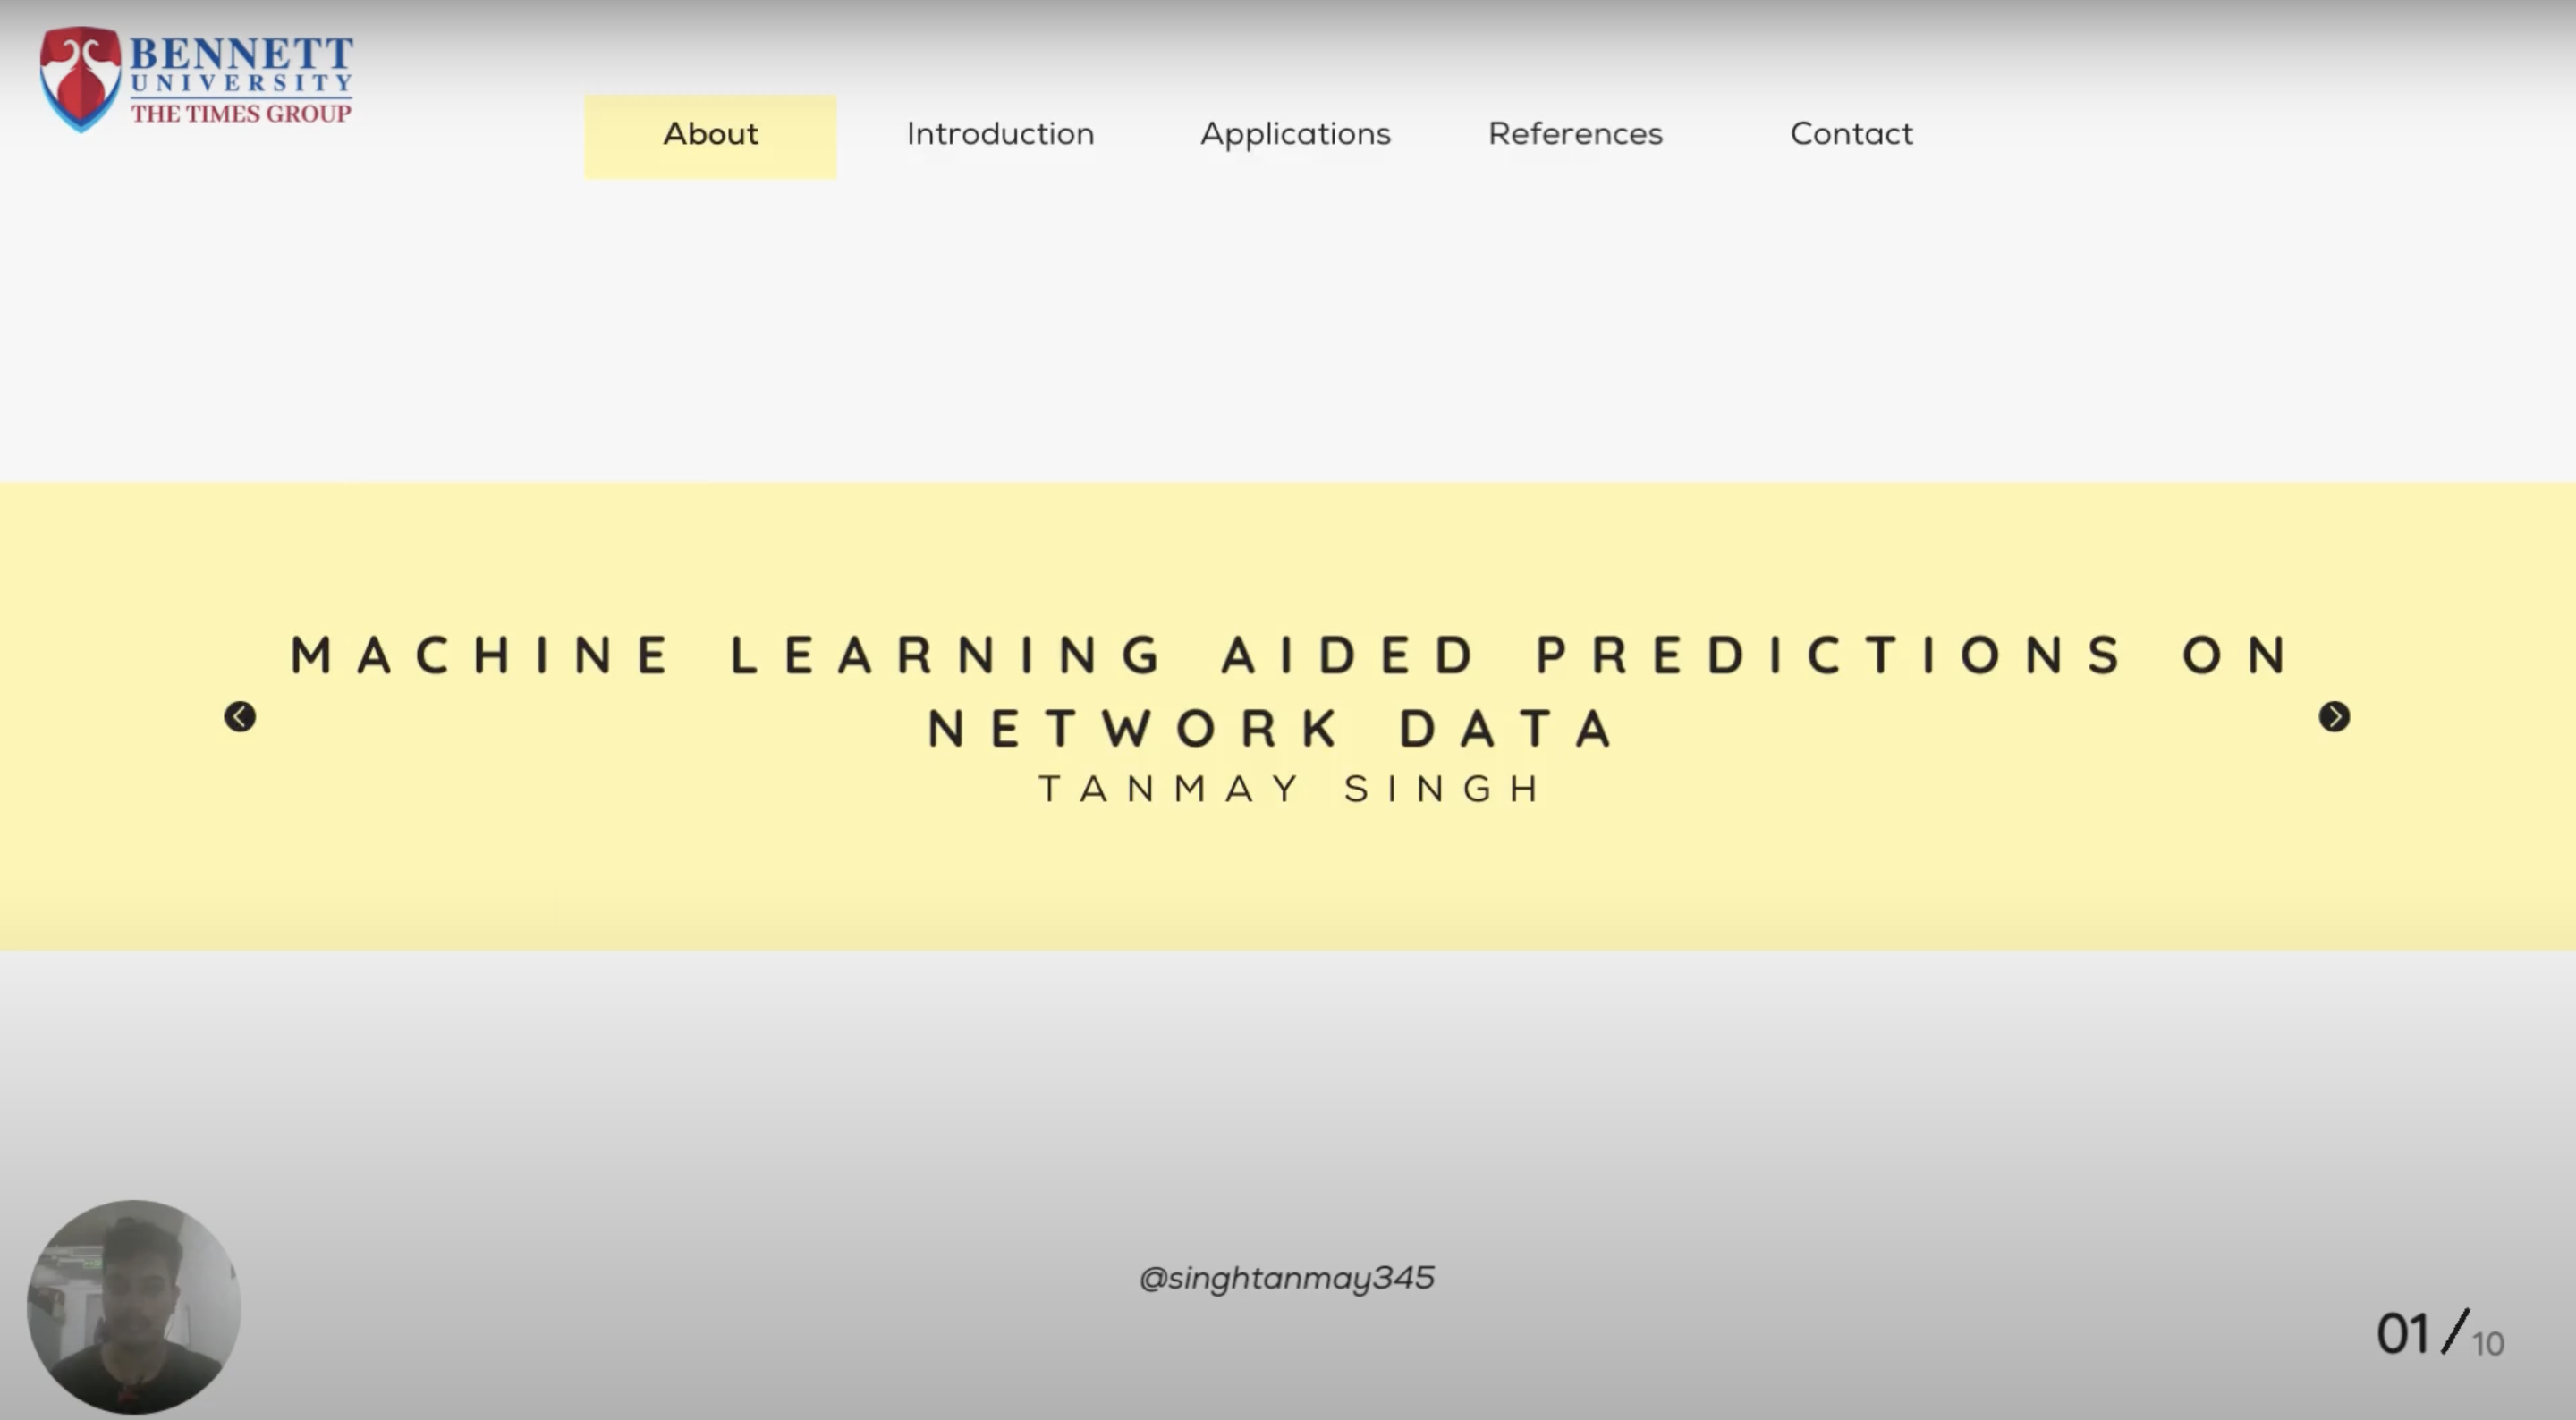 BENNETT
UNIVERSITY
THE TIMES GROUP
About Introduction Applications References Contact
MACHINE LEARNING AIDED PREDICTIONS ON
NETWORK DATA
TANMAY SINGH
@singhtanmay345
01/10